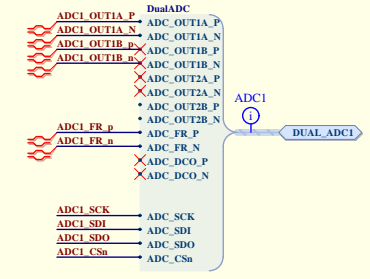 DualADC
ADC1_OUT1A_P ADC_OUT1A_P
ADC1_OUT1A_N ADC_OUT1A_N
ADC1_OUT1B_p ADC_OUT1B_P
ADC1_OUT1B_n ADC_OUT1B_N
ADC_OUT2A_P
ADC_OUT2A_N
ADC_OUT2B_P
ADC_OUT2B_N
ADC1_FR_p ADC_FR_P
ADC1_FR_n ADC_FR_N
ADC_DCO_P
ADC_DCO_N
ADC1_SCK ADC_SCK
ADC1_SDI ADC_SDI
ADC1_SDO ADC_SDO
ADC1_CSn ADC_CSn
ADC1
i
DUAL_ADC1